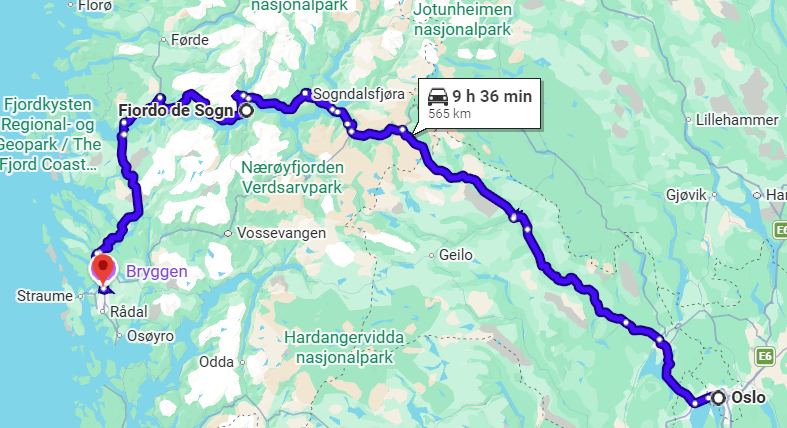 Florø
nasjonalpark
Jotunheimen
nasjonalpark
Førde
Fjordkysten
Regional- og
Geopark / The
Fjord Coast...
Fiordo de Sogn
Sogndalsfjøra
9 h 36 min
565 km
Lillehammer
Nærøyfjorden
Verdsarvpark
Gjøvik
Ha
Vossevangen
E6
Geilo
Bryggen
Straume
Rådal
Osøyro
Hardangervidda
nasjonalpark
Odda
E6
Oslo